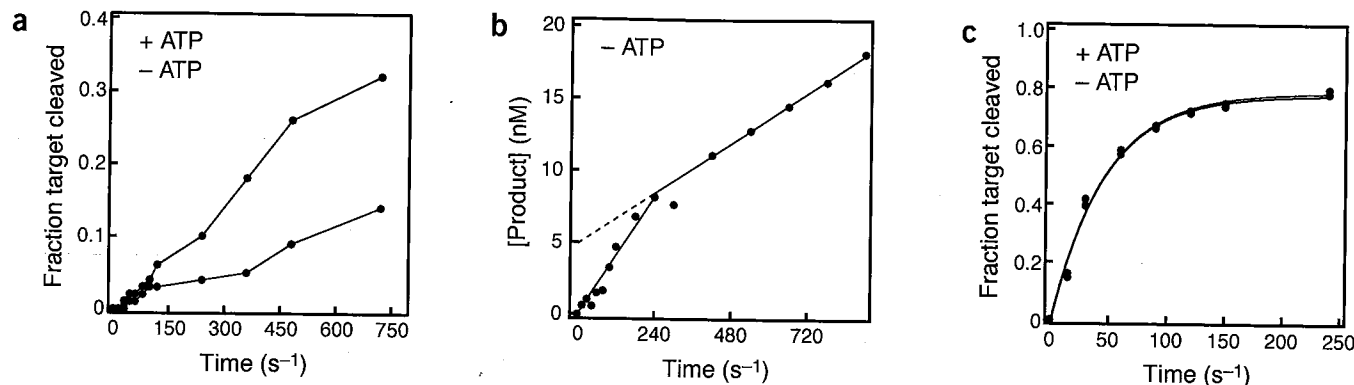 a
Fraction target cleaved
0.4
0.3
0.2
0.1
0
+ ATP
– ATP
0 150 300 450 600 750
Time (s–1)
b
[Product] (nM)
20
15
10
5
0
– ATP
0 240 480 720
Time (s–1)
c
Fraction target cleaved
1.0
0.8
0.6
0.4
0.2
0
+ ATP
– ATP
0 50 100 150 200 250
Time (s–1)